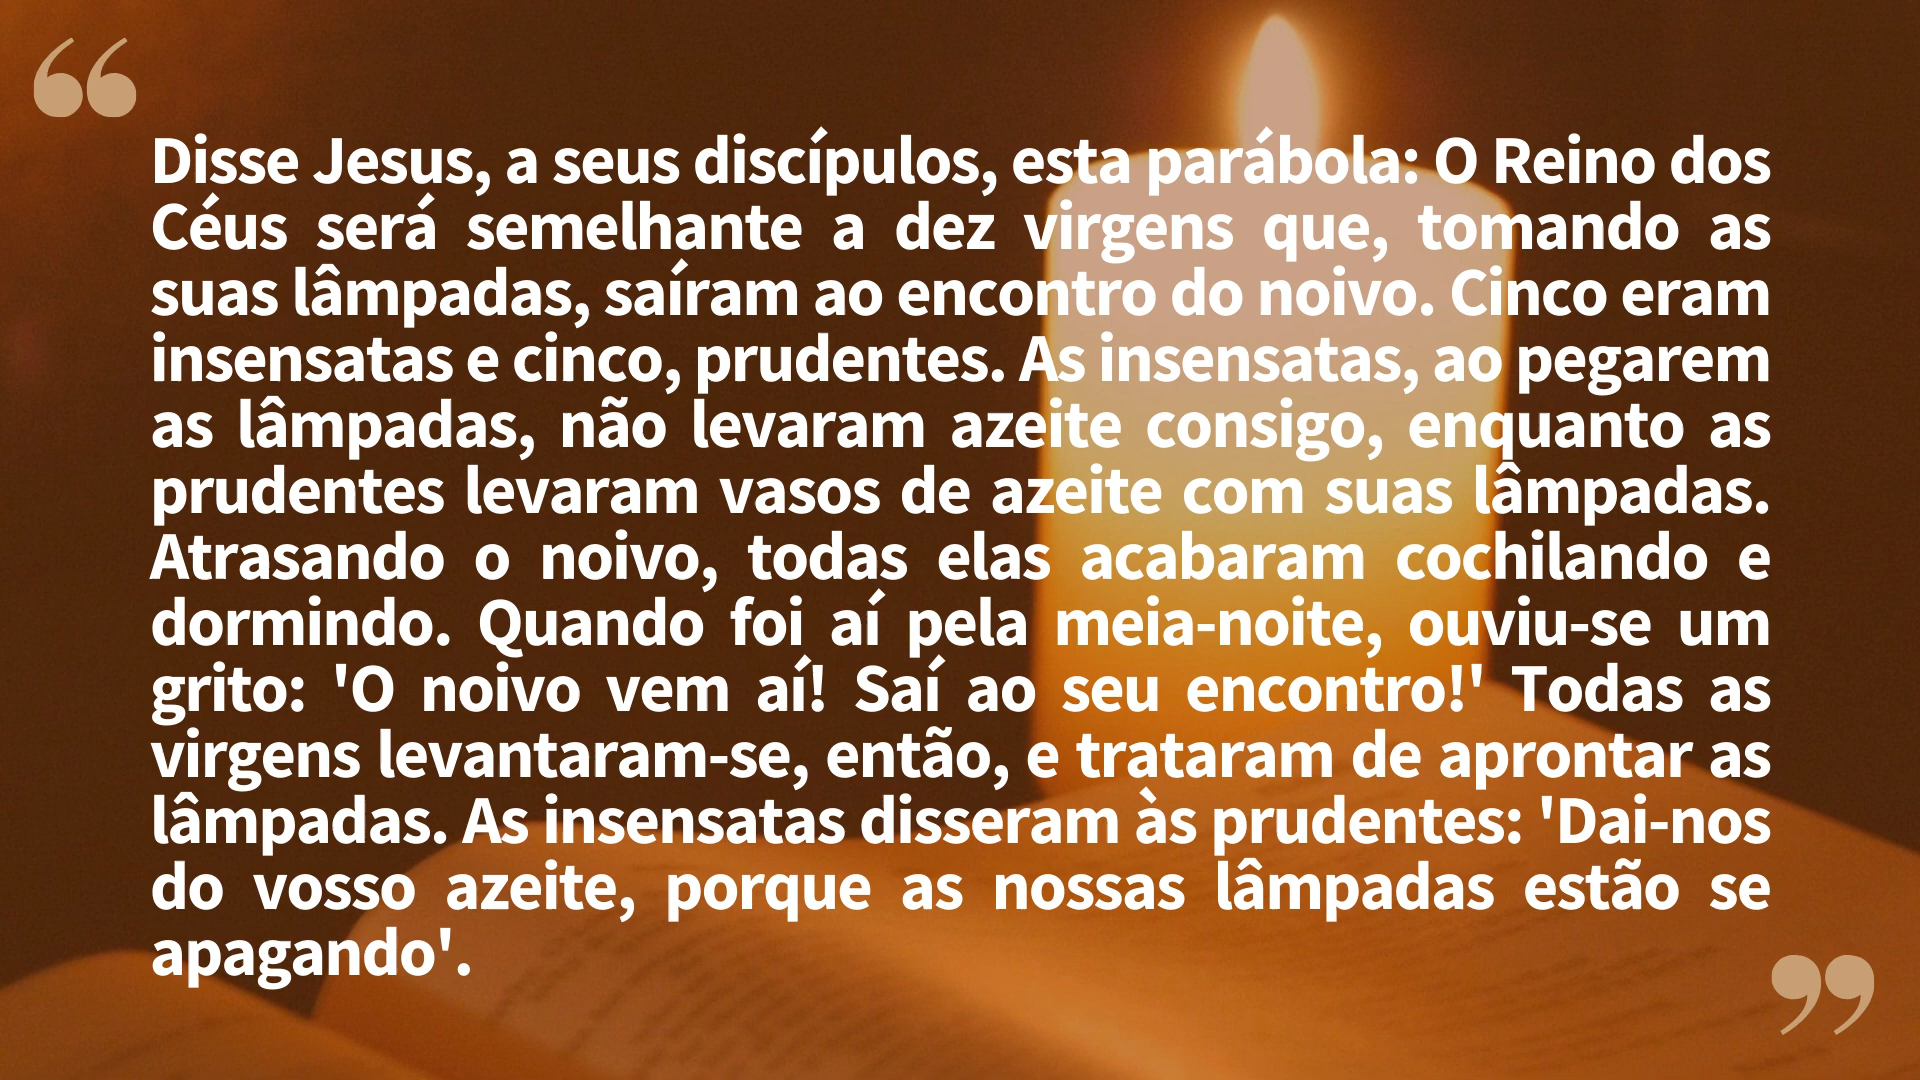 Disse Jesus, a seus discípulos, esta parábola: O Reino dos
Céus será semelhante a dez virgens que, tomando as
suas lâmpadas, saíram ao encontro do noivo. Cinco eram
insensatas e cinco, prudentes. As insensatas, ao pegarem
as lâmpadas, não levaram azeite consigo, enquanto as
prudentes levaram vasos de azeite com suas lâmpadas.
Atrasando o noivo, todas elas acabaram cochilando e
dormindo. Quando foi aí pela meia-noite, ouviu-se um
grito: 'O noivo vem aí! Saí ao seu encontro!' Todas as
virgens levantaram-se, então, e trataram de aprontar as
lâmpadas. As insensatas disseram às prudentes: 'Dai-nos
do vosso azeite, porque as nossas lâmpadas estão se
apagando'.